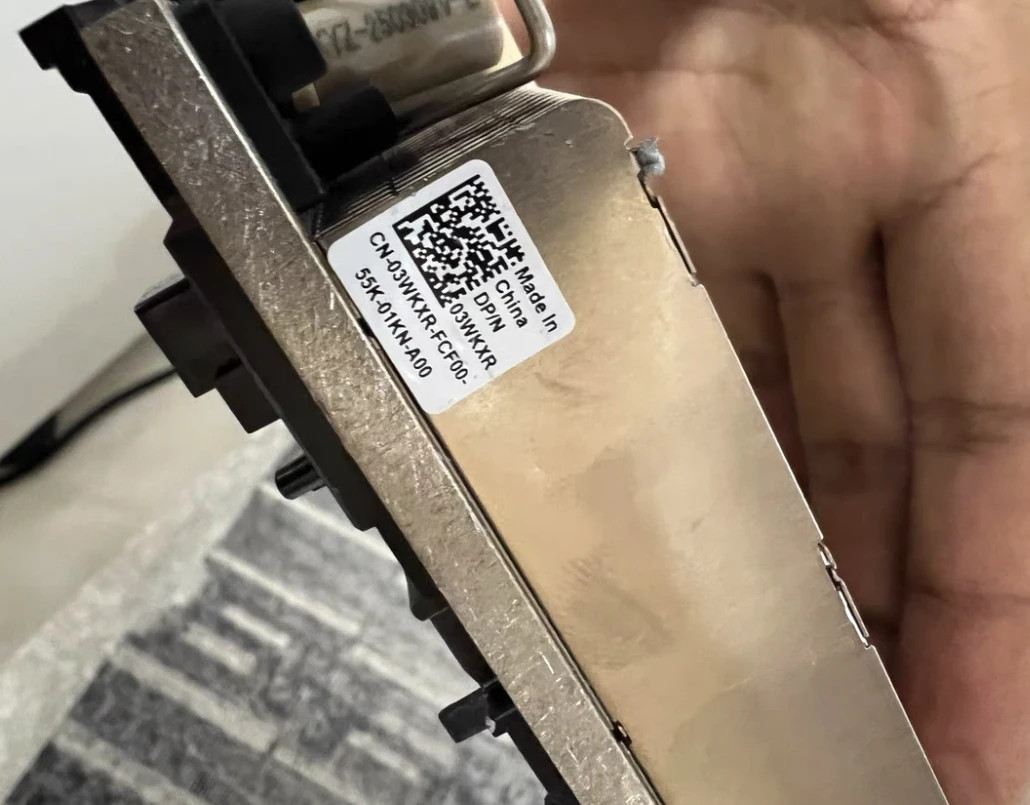 Made In
China
DP/N
03WKXR
CN-03WKXR-FCF00-
55K-01KN-A00